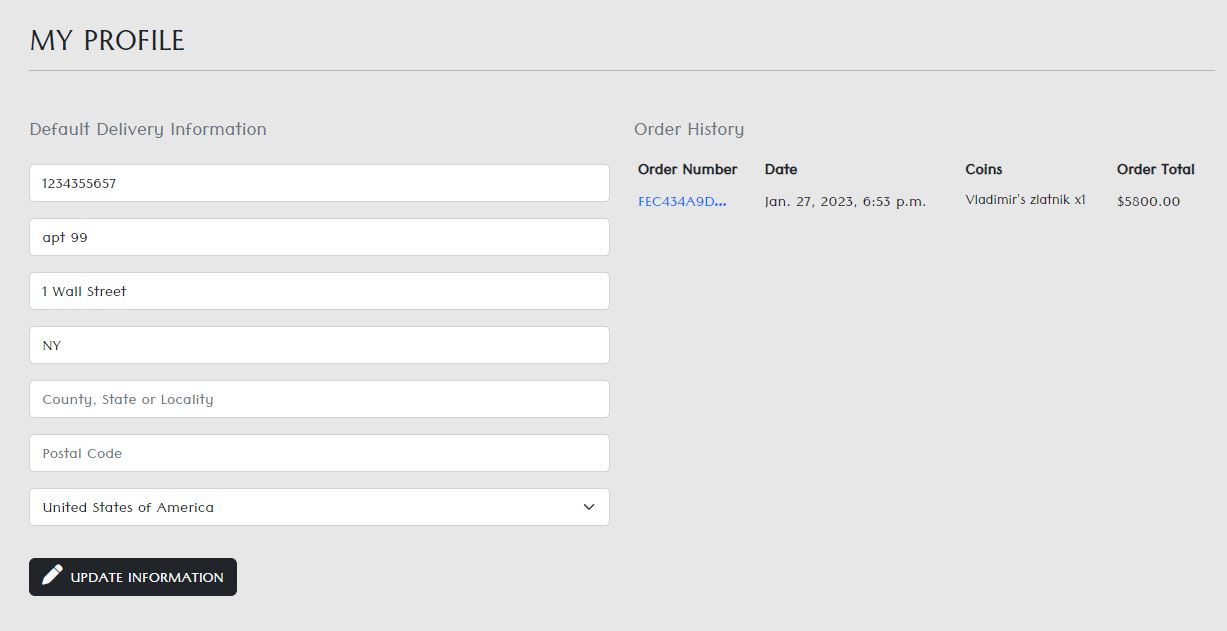 MY PROFILE
Default Delivery Information
1234355657
apt 99
1 Wall Street
NY
County, State or Locality
Postal Code
United States of America
UPDATE INFORMATION
Order History
Order Number Date Coins Order Total
FEC434A9D... Jan. 27, 2023, 6:53 p.m. Vladimir's zlatnik x1 $5800.00